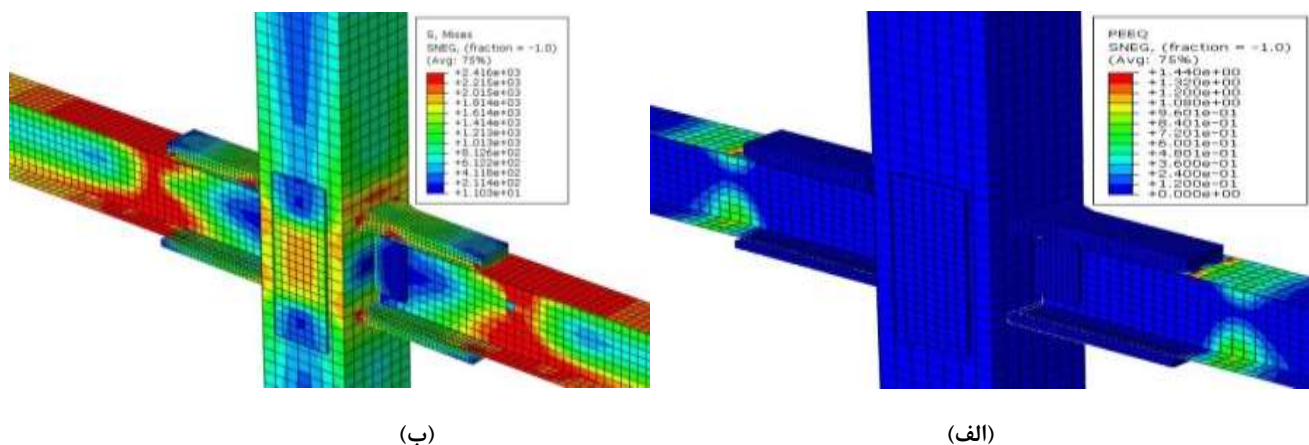 S, Mises
SNEG, (fraction = -1.0)
(Avg: 75%)
+2.416e+03
+2.215e+03
+2.015e+03
+1.814e+03
+1.614e+03
+1.414e+03
+1.213e+03
+1.013e+03
+8.126e+02
+6.122e+02
+4.118e+02
+2.114e+02
+1.103e+01
PEEQ
SNEG, (fraction = -1.0)
(Avg: 75%)
+1.440e+00
+1.320e+00
+1.200e+00
+1.080e+00
+9.601e-01
+8.401e-01
+7.201e-01
+6.001e-01
+4.801e-01
+3.600e-01
+2.400e-01
+1.200e-01
+0.000e+00
(ب)
(الف)